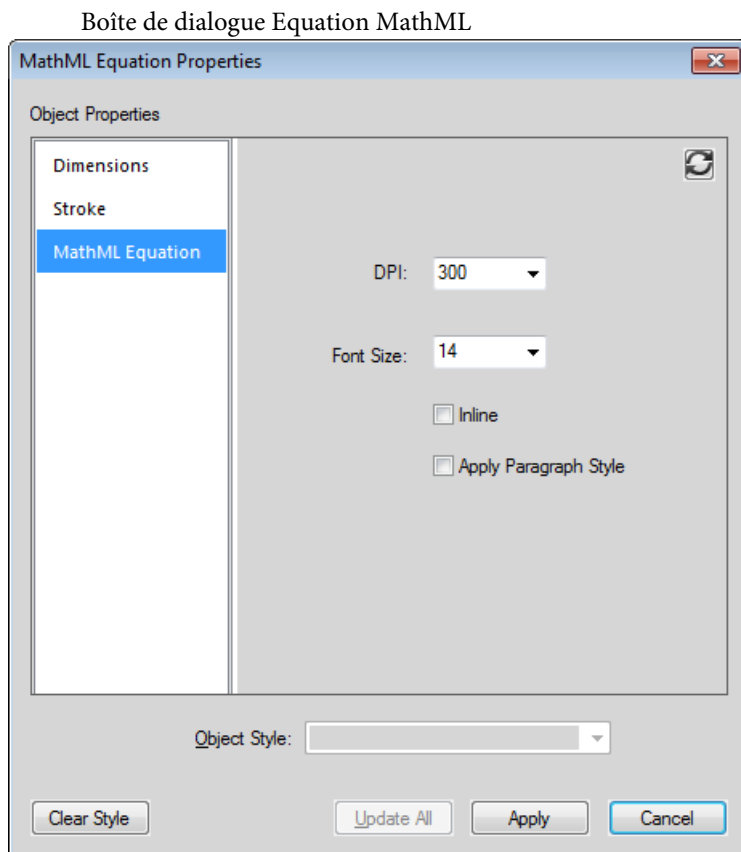 Boîte de dialogue Equation MathML
MathML Equation Properties
Object Properties
Dimensions
Stroke
MathML Equation
DPI: 300
Font Size: 14
Inline
Apply Paragraph Style
Object Style:
Clear Style Update All Apply Cancel